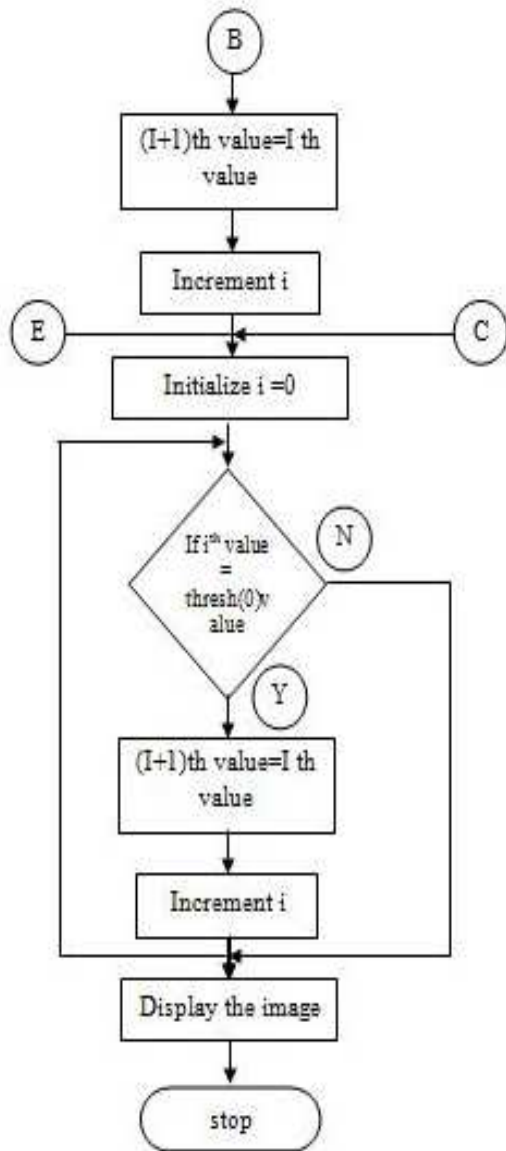 B
(I+1)th value=I th
value
Increment i
E
C
Initialize i =0
If iᵗʰ value
=
thresh(0)v
alue
N
Y
(I+1)th value=I th
value
Increment i
Display the image
stop